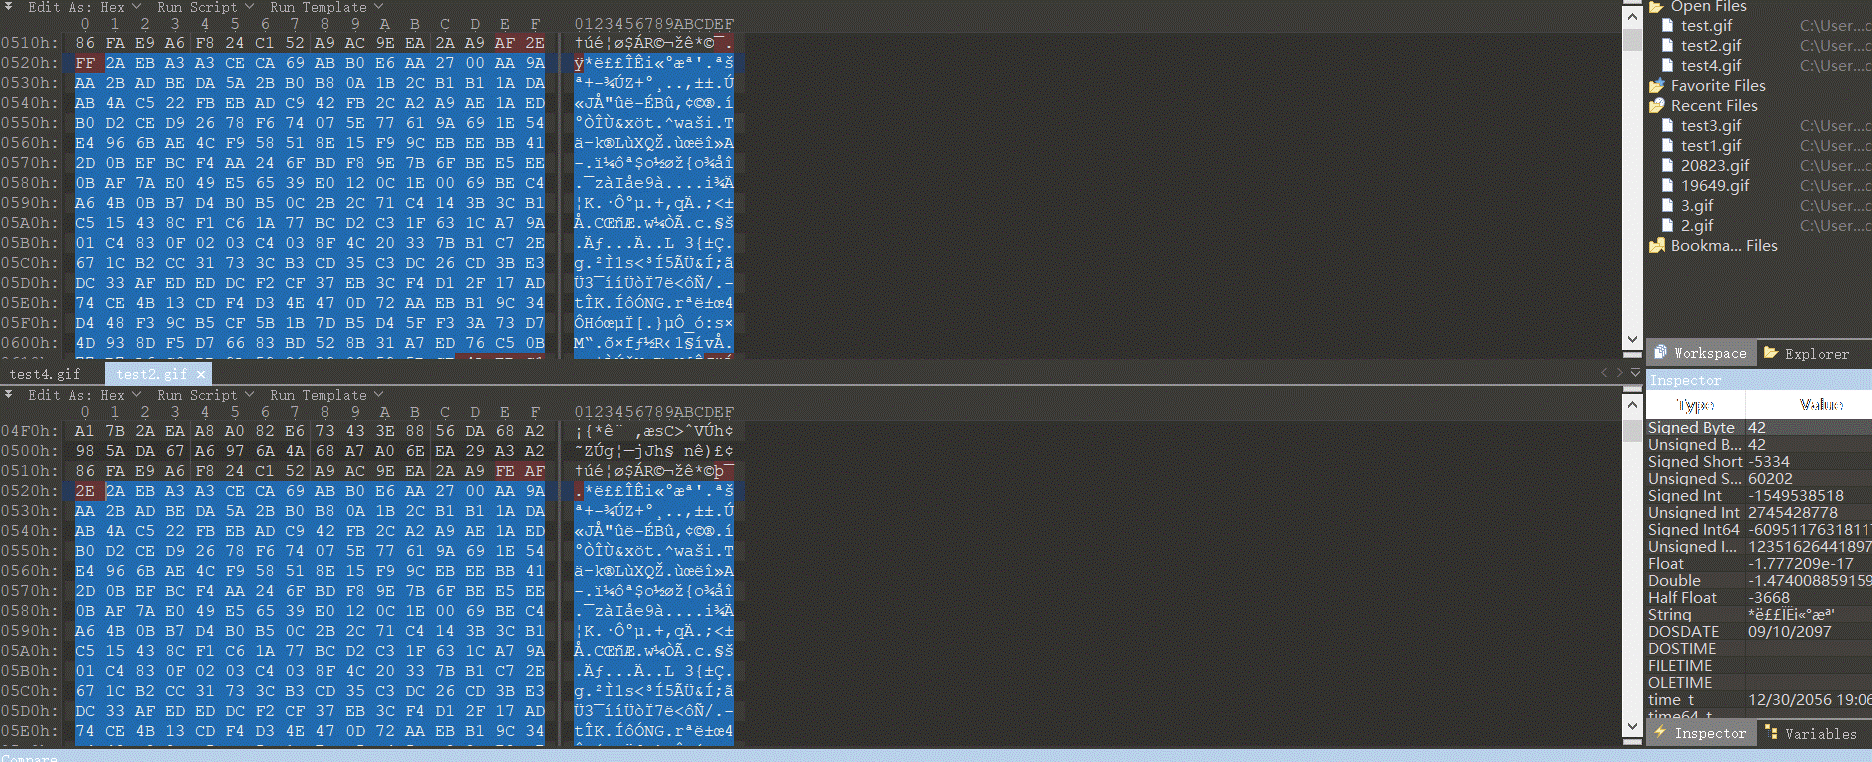 Edit As: Hex Run Script Run Template
0 1 2 3 4 5 6 7 8 9 A B C D E F 0123456789ABCDEF
0510h: 86 FA E9 A6 F8 24 C1 52 A9 AC 9E EA 2A A9 AF 2E †úé¦ø$ÁR©¬žê*©¯.
0520h: FF 2A EB A3 A3 CE CA 69 AB B0 E6 AA 27 00 AA 9A ÿ*ë££ÎÊi«°æª'.ªš
0530h: AA 2B AD BE DA 5A 2B B0 B8 0A 1B 2C B1 B1 1A DA ª+-¾ÚZ+°¸..,±±.Ú
0540h: AB 4A C5 22 FB EB AD C9 42 FB 2C A2 A9 AE 1A ED «JÅ"ûë-ÉBû,¢©®.í
0550h: B0 D2 CE D9 26 78 F6 74 07 5E 77 61 9A 69 1E 54 °ÒÎÙ&xöt.^waši.T
0560h: E4 96 6B AE 4C F9 58 51 8E 15 F9 9C EB EE BB 41 ä–k®LùXQŽ.ùœëî»A
0570h: 2D 0B EF BC F4 AA 24 6F BD F8 9E 7B 6F BE E5 EE -.ï¼ôª$o½øž{o¾åî
0580h: 0B AF 7A E0 49 E5 65 39 E0 12 0C 1E 00 69 BE C4 .¯zàIåe9à....i¾Ä
0590h: A6 4B 0B B7 D4 B0 B5 0C 2B 2C 71 C4 14 3B 3C B1 ¦K.·Ô°µ.+,qÄ.;<±
05A0h: C5 15 43 8C F1 C6 1A 77 BC D2 C3 1F 63 1C A7 9A Å.CŒñÆ.w¼ÒÃ.c.§š
05B0h: 01 C4 83 0F 02 03 C4 03 8F 4C 20 33 7B B1 C7 2E .Äƒ...Ä..L 3{±Ç.
05C0h: 67 1C B2 CC 31 73 3C B3 CD 35 C3 DC 26 CD 3B E3 g.²Ì1s<³Í5ÃÜ&Í;ã
05D0h: DC 33 AF ED ED DC F2 CF 37 EB 3C F4 D1 2F 17 AD Ü3¯ííÜòÏ7ë<ôÑ/.-
05E0h: 74 CE 4B 13 CD F4 D3 4E 47 0D 72 AA EB B1 9C 34 tÎK.ÍôÓNG.rªë±œ4
05F0h: D4 48 F3 9C B5 CF 5B 1B 7D B5 D4 5F F3 3A 73 D7 ÔHóœµÏ[.}µÔ_ó:s×
0600h: 4D 93 8D F5 D7 66 83 BD 52 8B 31 A7 ED 76 C5 0B M“.õ×fƒ½R‹1§ívÅ.
test4.gif test2.gif ×
Edit As: Hex Run Script Run Template
0 1 2 3 4 5 6 7 8 9 A B C D E F 0123456789ABCDEF
04F0h: A1 7B 2A EA A8 A0 82 E6 73 43 3E 88 56 DA 68 A2 ¡{*ê¨ ‚æsC>ˆVÚh¢
0500h: 98 5A DA 67 A6 97 6A 4A 68 A7 A0 6E EA 29 A3 A2 ˜ZÚg¦—jJh§ nê)£¢
0510h: 86 FA E9 A6 F8 24 C1 52 A9 AC 9E EA 2A A9 FE AF †úé¦ø$ÁR©¬žê*©þ¯
0520h: 2E 2A EB A3 A3 CE CA 69 AB B0 E6 AA 27 00 AA 9A .*ë££ÎÊi«°æª'.ªš
0530h: AA 2B AD BE DA 5A 2B B0 B8 0A 1B 2C B1 B1 1A DA ª+-¾ÚZ+°¸..,±±.Ú
0540h: AB 4A C5 22 FB EB AD C9 42 FB 2C A2 A9 AE 1A ED «JÅ"ûë-ÉBû,¢©®.í
0550h: B0 D2 CE D9 26 78 F6 74 07 5E 77 61 9A 69 1E 54 °ÒÎÙ&xöt.^waši.T
0560h: E4 96 6B AE 4C F9 58 51 8E 15 F9 9C EB EE BB 41 ä–k®LùXQŽ.ùœëî»A
0570h: 2D 0B EF BC F4 AA 24 6F BD F8 9E 7B 6F BE E5 EE -.ï¼ôª$o½øž{o¾åî
0580h: 0B AF 7A E0 49 E5 65 39 E0 12 0C 1E 00 69 BE C4 .¯zàIåe9à....i¾Ä
0590h: A6 4B 0B B7 D4 B0 B5 0C 2B 2C 71 C4 14 3B 3C B1 ¦K.·Ô°µ.+,qÄ.;<±
05A0h: C5 15 43 8C F1 C6 1A 77 BC D2 C3 1F 63 1C A7 9A Å.CŒñÆ.w¼ÒÃ.c.§š
05B0h: 01 C4 83 0F 02 03 C4 03 8F 4C 20 33 7B B1 C7 2E .Äƒ...Ä..L 3{±Ç.
05C0h: 67 1C B2 CC 31 73 3C B3 CD 35 C3 DC 26 CD 3B E3 g.²Ì1s<³Í5ÃÜ&Í;ã
05D0h: DC 33 AF ED ED DC F2 CF 37 EB 3C F4 D1 2F 17 AD Ü3¯ííÜòÏ7ë<ôÑ/.-
05E0h: 74 CE 4B 13 CD F4 D3 4E 47 0D 72 AA EB B1 9C 34 tÎK.ÍôÓNG.rªë±œ4
Compare
Open Files
test.gif C:\User...c
test2.gif C:\User...c
test4.gif C:\User...c
Favorite Files
Recent Files
test3.gif C:\User...c
test1.gif C:\User...c
20823.gif C:\User...c
19649.gif C:\User...c
3.gif C:\User...c
2.gif C:\User...c
Bookma... Files
Workspace Explorer
Inspector
Type Value
Signed Byte 42
Unsigned B... 42
Signed Short -5334
Unsigned S... 60202
Signed Int -1549538518
Unsigned Int 2745428778
Signed Int64 -60951176318117
Unsigned I... 12351626441897
Float -1.777209e-17
Double -1.474008859159
Half Float -3668
String *ë££ÎÊi«°æª'
DOSDATE 09/10/2097
DOSTIME
FILETIME
OLETIME
time_t 12/30/2056 19:06
time64_t
Inspector Variables